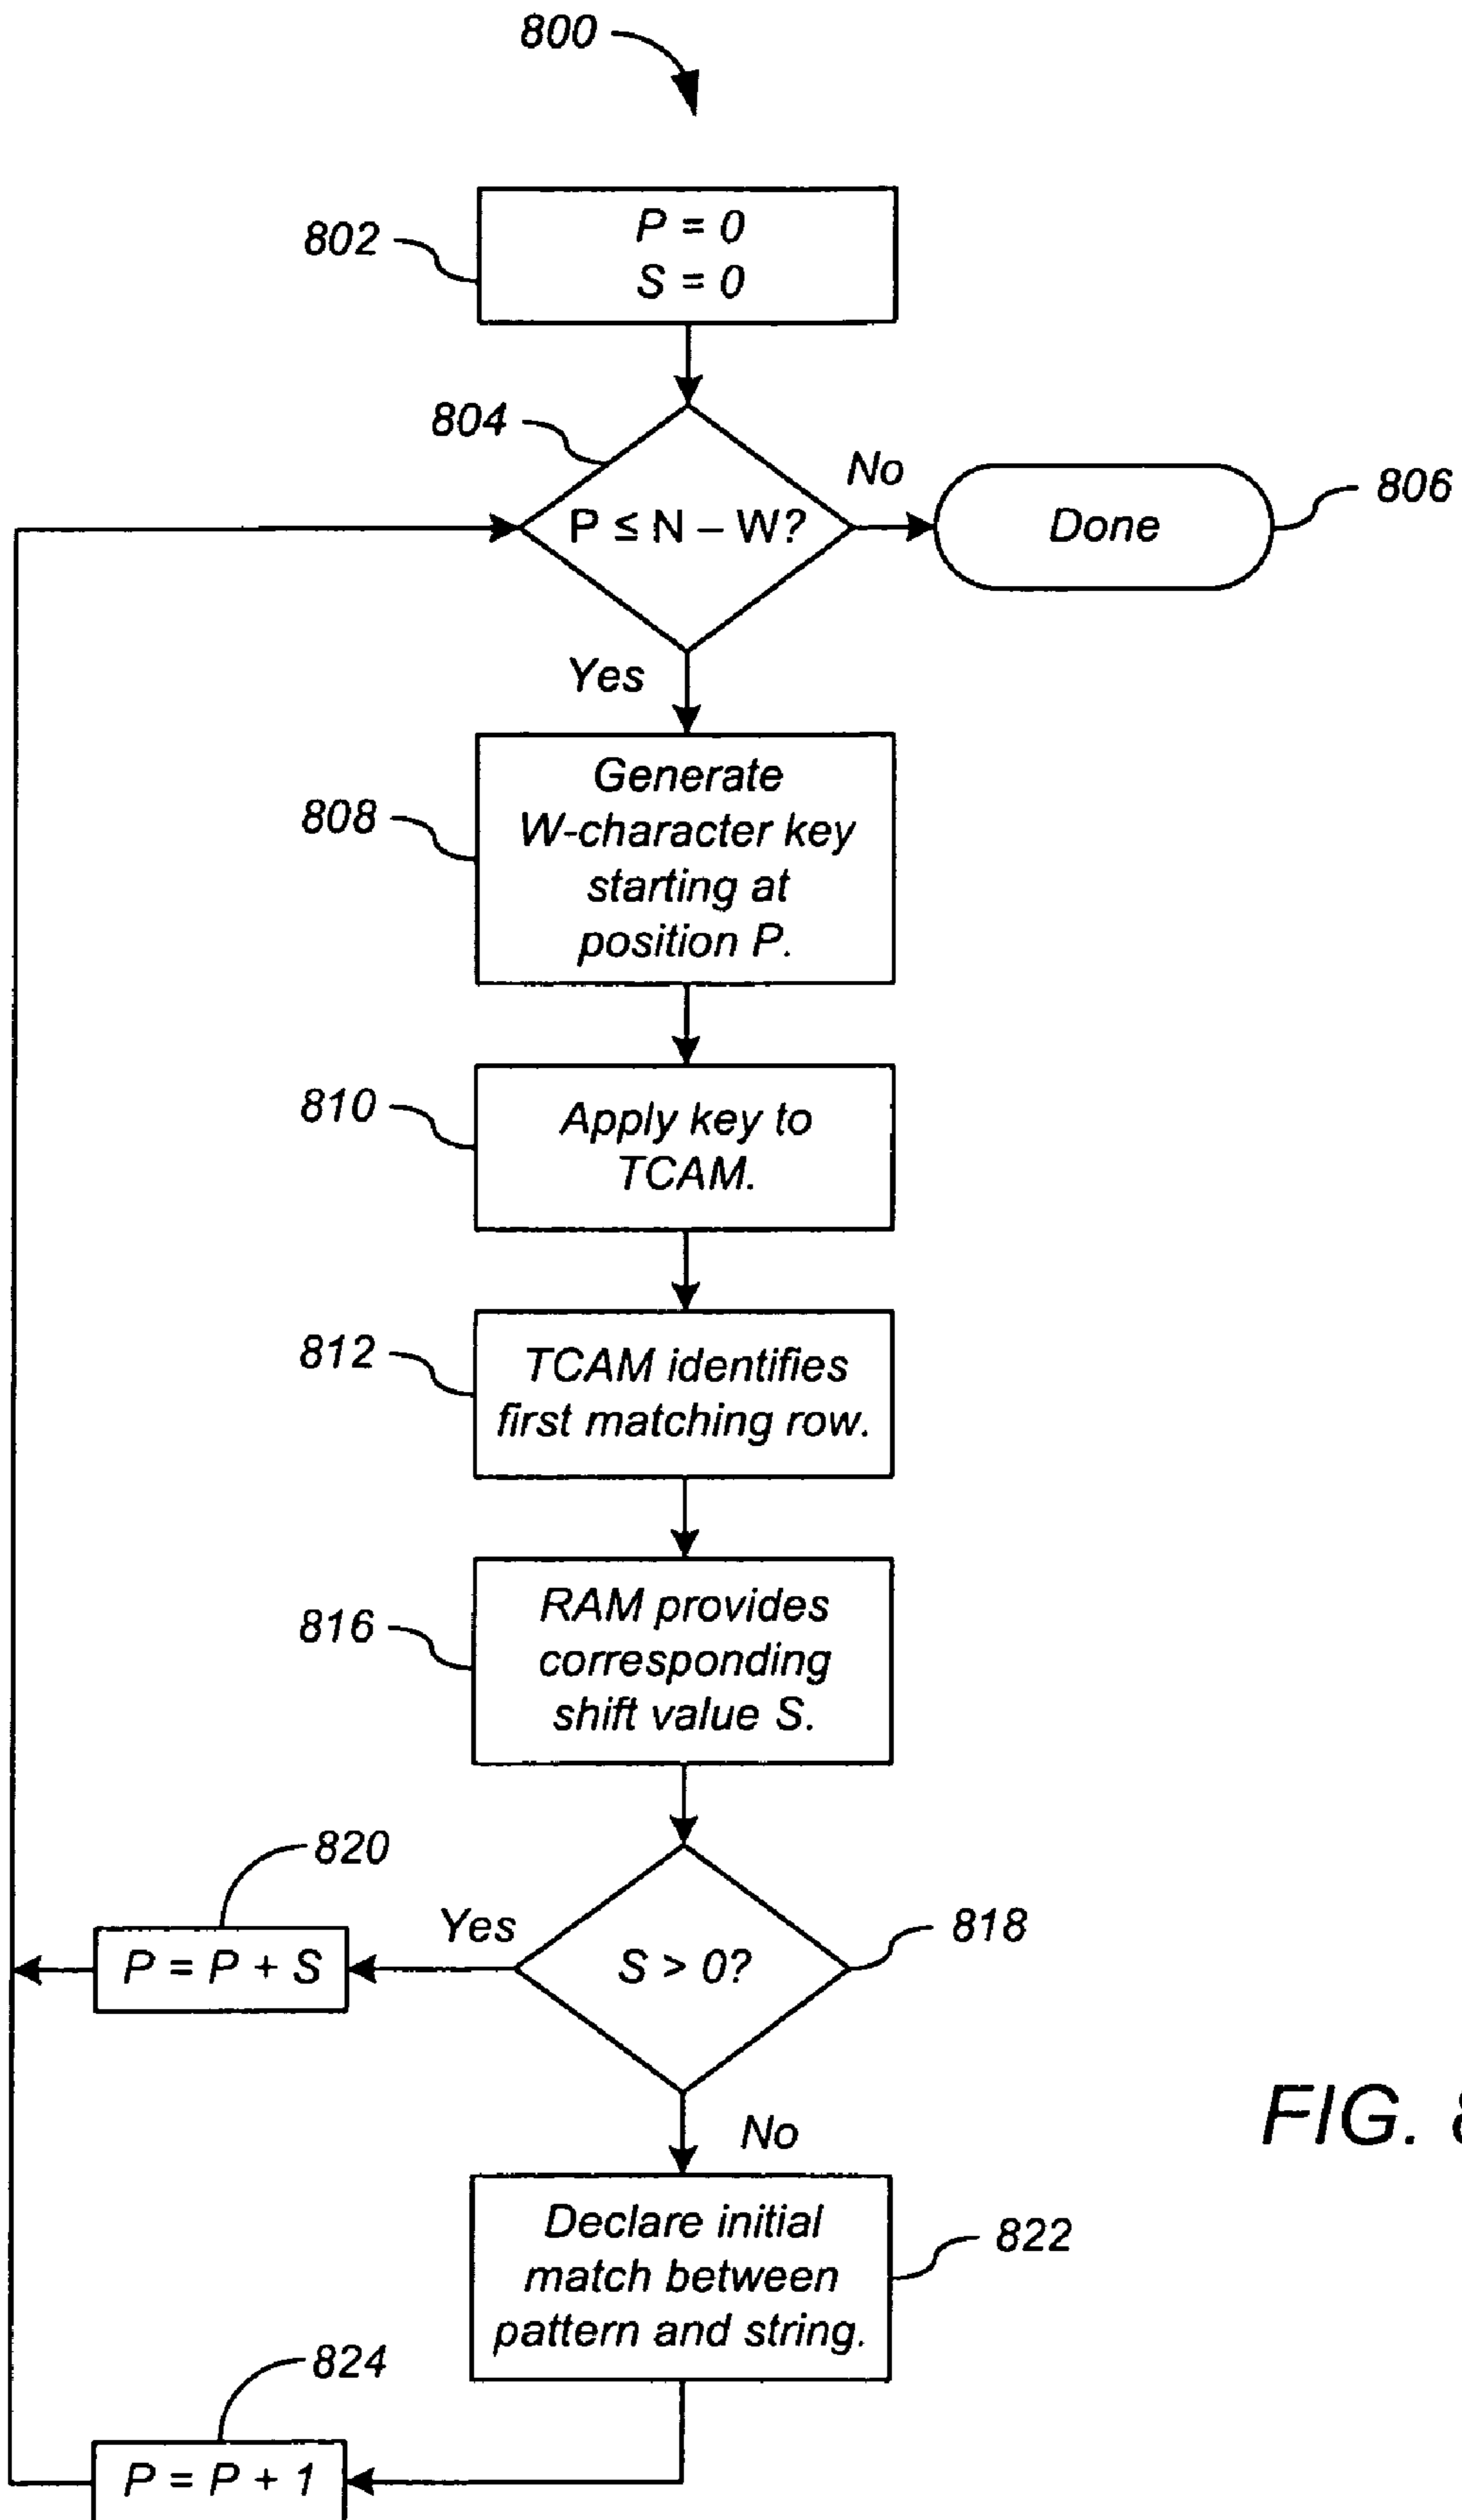 800
802
P = 0
S = 0
804
P ≤ N – W?
No
Done
806
Yes
808
Generate
W-character key
starting at
position P.
810
Apply key to
TCAM.
812
TCAM identifies
first matching row.
816
RAM provides
corresponding
shift value S.
820
P = P + S
Yes
S > 0?
818
No
FIG.
Declare initial
match between
pattern and string.
822
824
P = P + 1